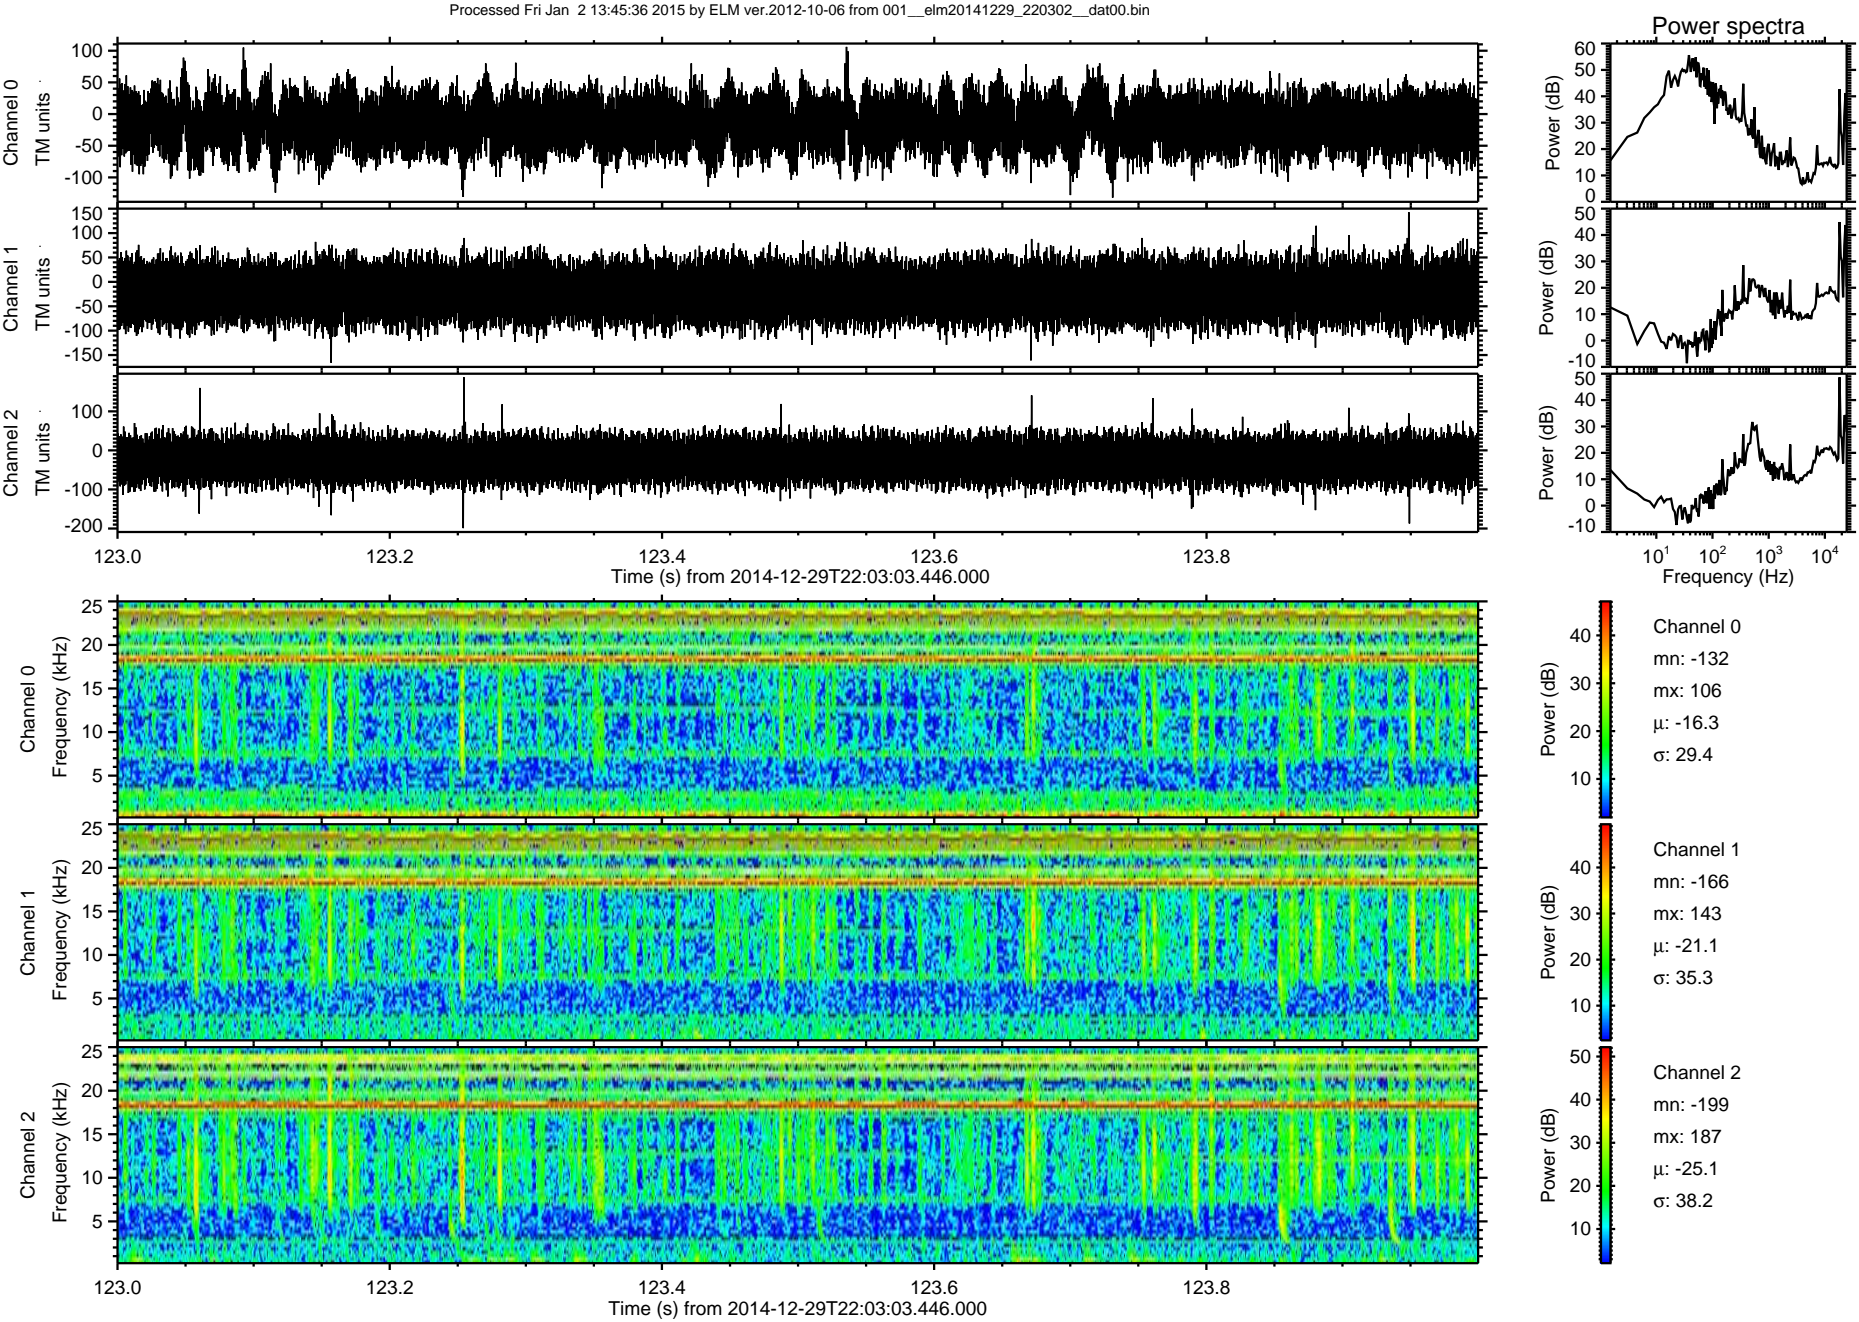 Processed Fri Jan 2 13:45:36 2015 by ELM ver.2012-10-06 from 001__elm20141229_220302__dat00.bin
Power spectra
Channel 0
TM units
100
50
0
-50
-100
Power (dB)
60
50
40
30
20
10
0
Channel 1
TM units
150
100
50
0
-50
-100
-150
Power (dB)
50
40
30
20
10
0
-10
Channel 2
TM units
100
0
-100
-200
Power (dB)
50
40
30
20
10
0
-10
123.0 123.2 123.4 123.6 123.8
Time (s) from 2014-12-29T22:03:03.446.000
10¹ 10² 10³ 10⁴
Frequency (Hz)
Channel 0
Frequency (kHz)
25
20
15
10
5
Power (dB)
40
30
20
10
Channel 0
mn: -132
mx: 106
μ: -16.3
σ: 29.4
Channel 1
Frequency (kHz)
25
20
15
10
5
Power (dB)
40
30
20
10
Channel 1
mn: -166
mx: 143
μ: -21.1
σ: 35.3
Channel 2
Frequency (kHz)
25
20
15
10
5
Power (dB)
50
40
30
20
10
Channel 2
mn: -199
mx: 187
μ: -25.1
σ: 38.2
123.0 123.2 123.4 123.6 123.8
Time (s) from 2014-12-29T22:03:03.446.000